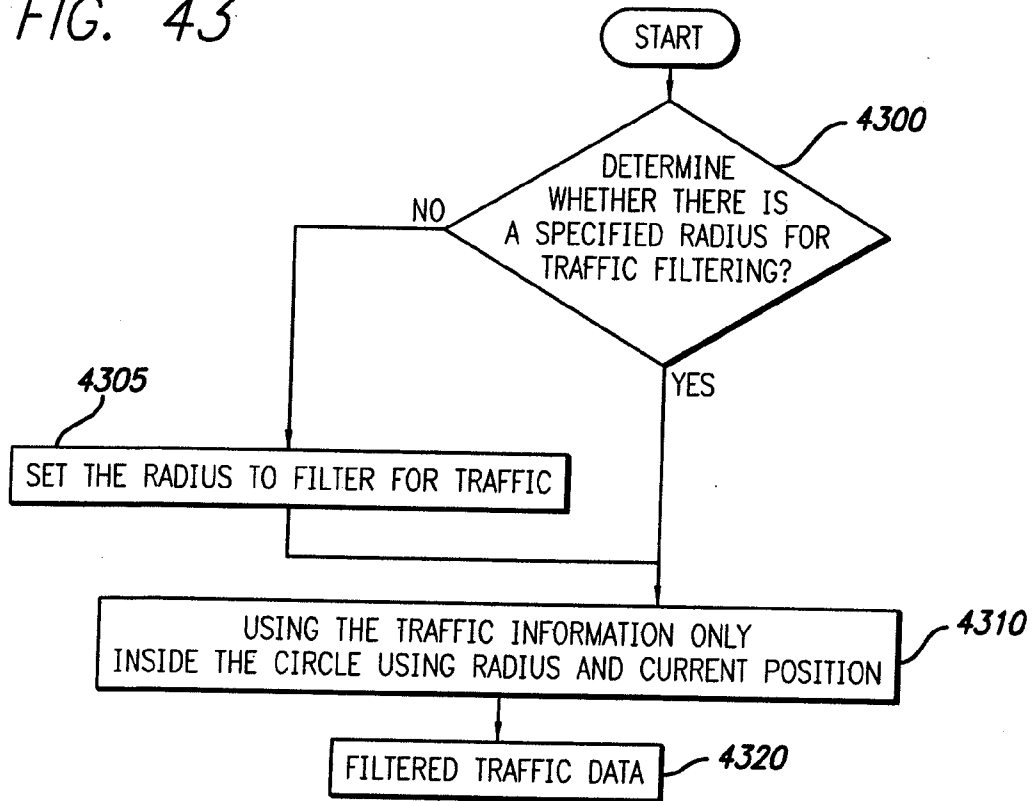 FIG. 43
START
4300
DETERMINE
WHETHER THERE IS
A SPECIFIED RADIUS FOR
TRAFFIC FILTERING?
NO
YES
4305
SET THE RADIUS TO FILTER FOR TRAFFIC
USING THE TRAFFIC INFORMATION ONLY
INSIDE THE CIRCLE USING RADIUS AND CURRENT POSITION
4310
FILTERED TRAFFIC DATA
4320